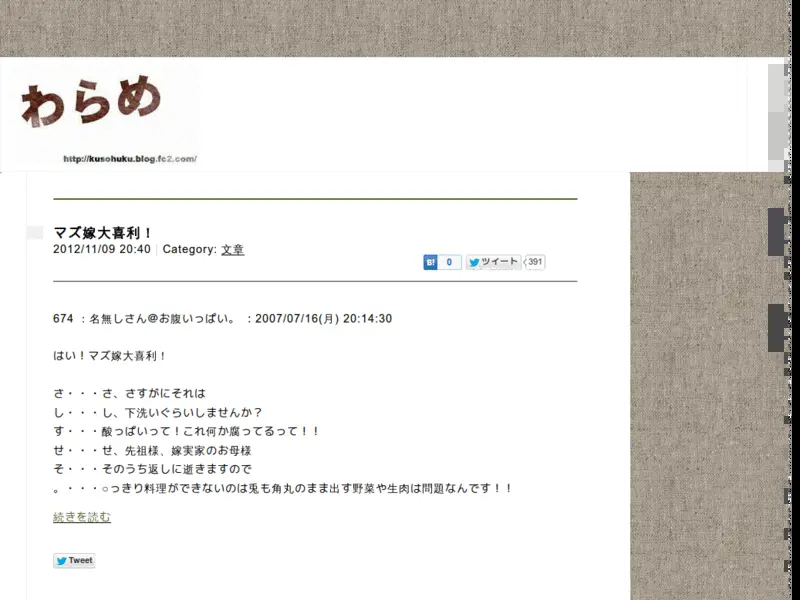 わらめ
http://kusohuku.blog.fc2.com/
マズ嫁大喜利！
2012/11/09 20:40 | Category: 文章
B! 0 ツイート 391
674 ：名無しさん＠お腹いっぱい。 ：2007/07/16(月) 20:14:30
はい！マズ嫁大喜利！
さ・・・さ、さすがにそれは
し・・・し、下洗いぐらいしませんか？
す・・・酸っぱいって！これ何か腐ってるって！！
せ・・・せ、先祖様、嫁実家のお母様
そ・・・そのうち返しに逝きますので
。・・・○っきり料理ができないのは兎も角丸のまま出す野菜や生肉は問題なんです！！
続きを読む
Tweet